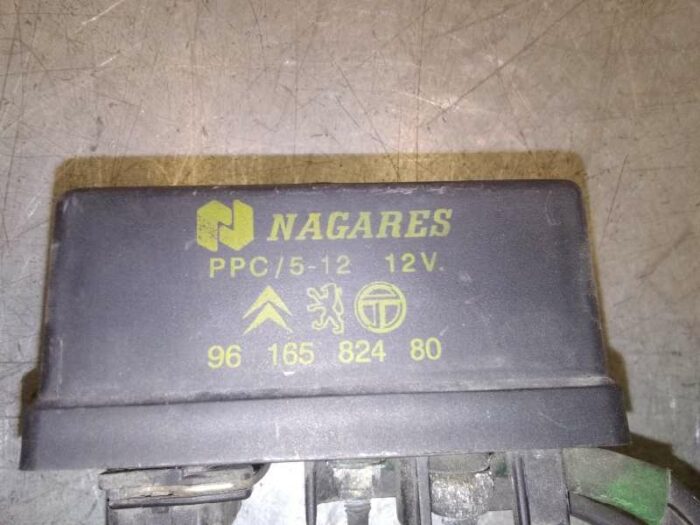 NAGARES
PPC/5-12 12V.
96 165 824 80